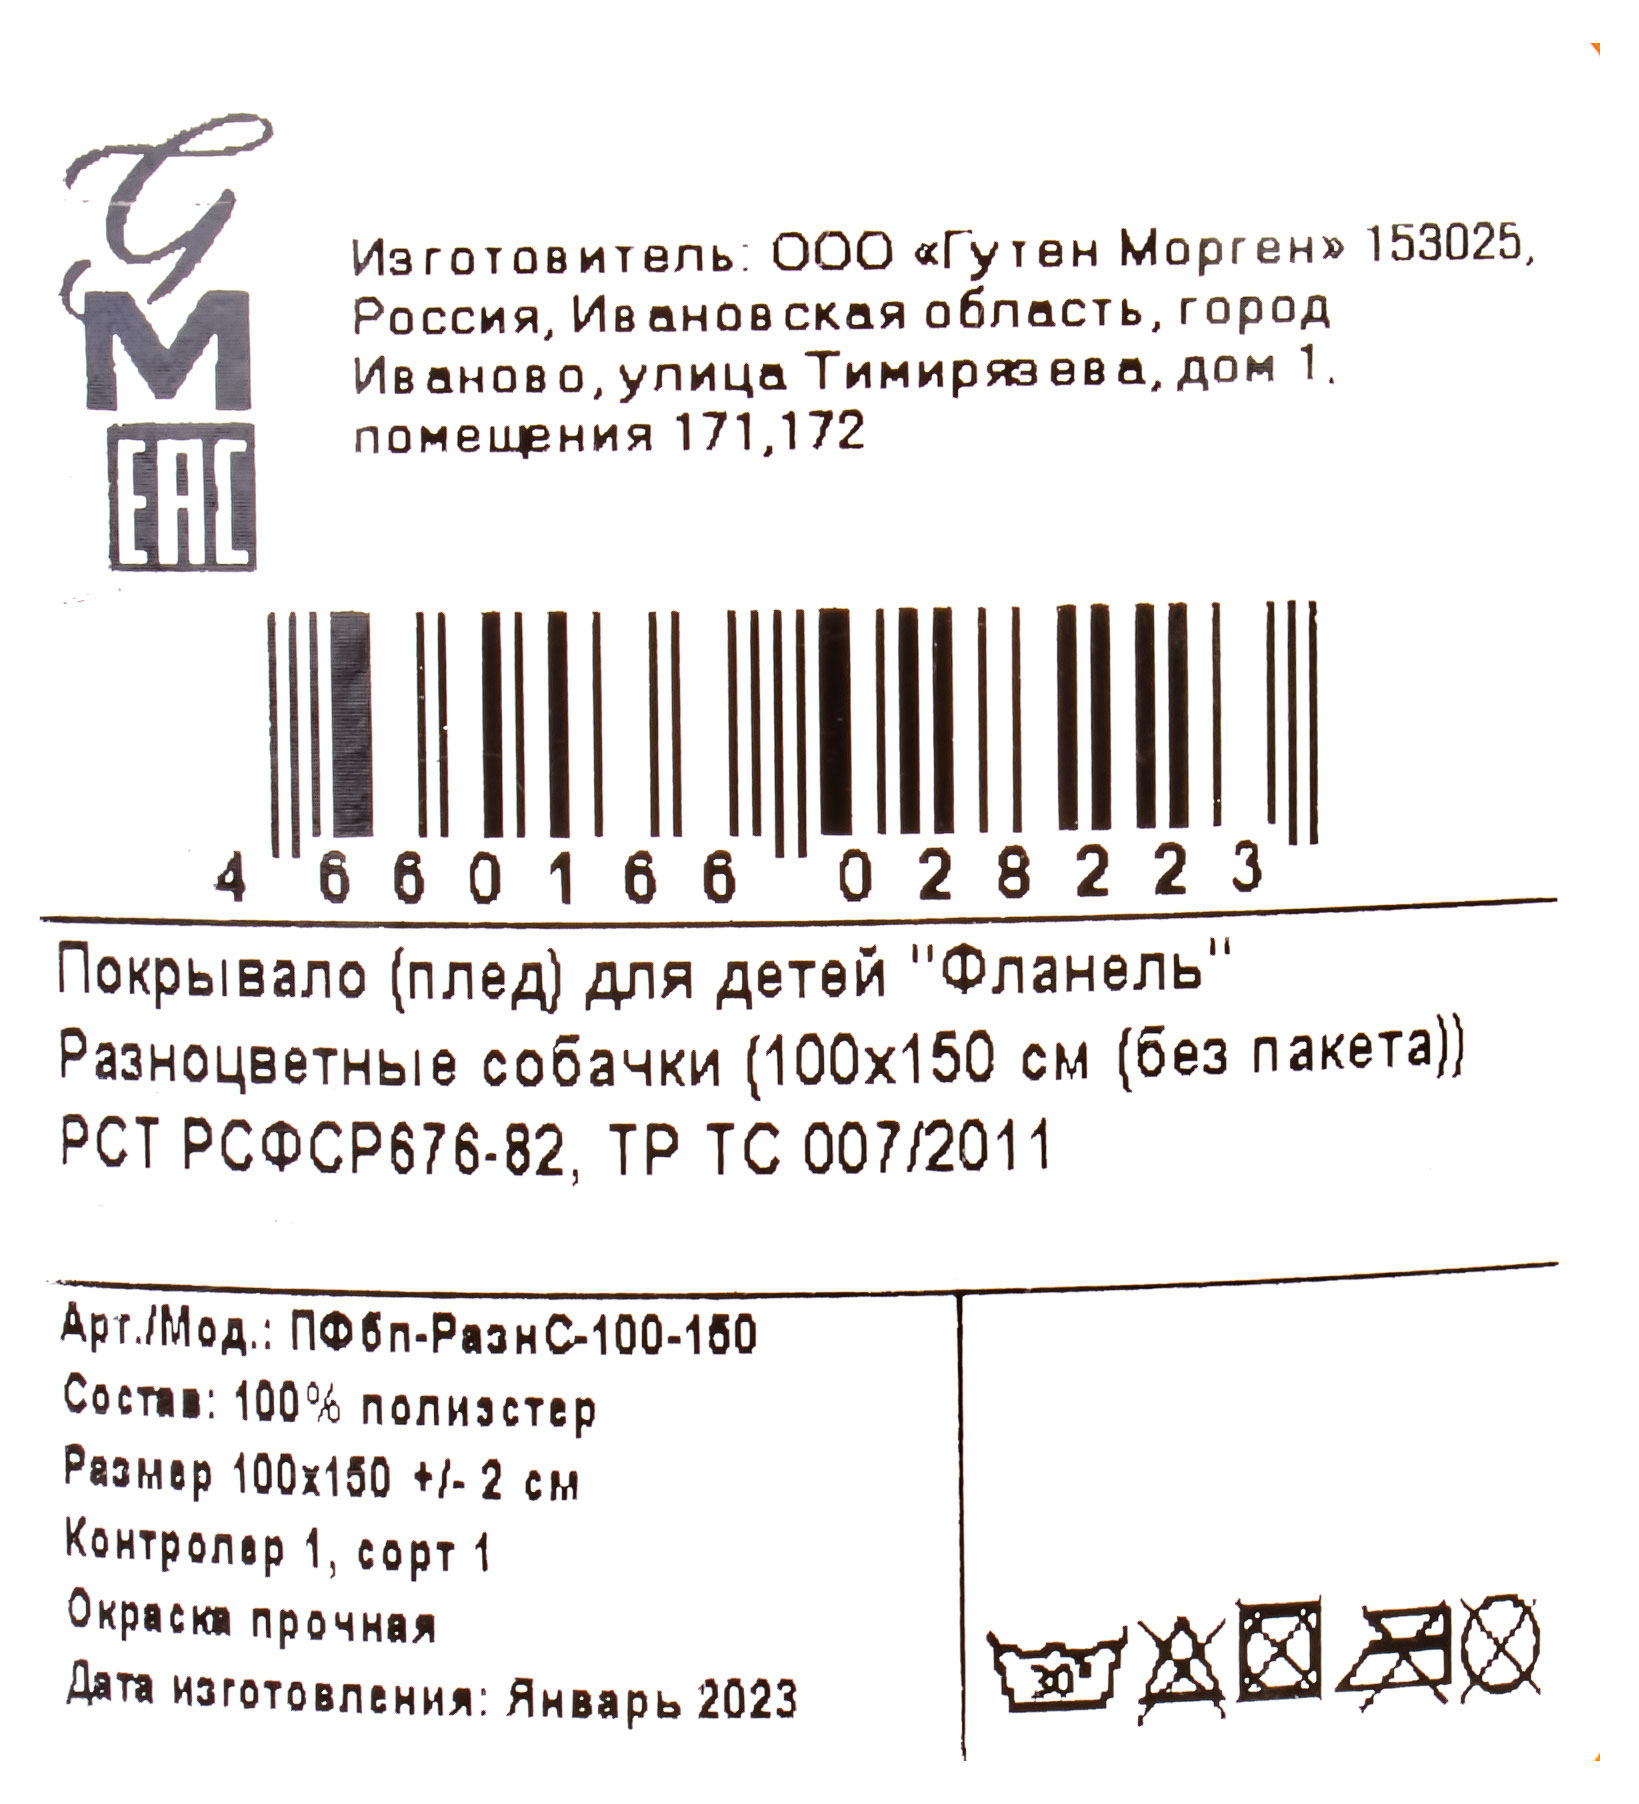 GM
EAC
Изготовитель: ООО «Гутен Морген» 153025,
Россия, Ивановская область, город
Иваново, улица Тимирязева, дом 1.
помещения 171,172
4 660166 028223
Покрывало (плед) для детей "Фланель"
Разноцветные собачки (100х150 см (без пакета))
РСТ РСФСР676-82, ТР ТС 007/2011
Арт./Мод.: ПФбп-РазнС-100-150
Состав: 100% полиэстер
Размер 100х150 +/- 2 см
Контролер 1, сорт 1
Окраска прочная
Дата изготовления: Январь 2023
30°